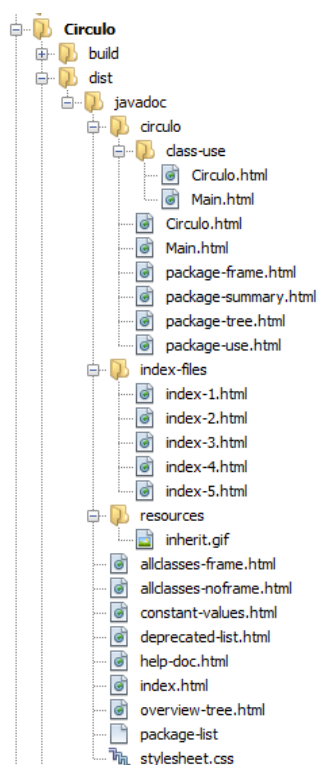 Circulo
build
dist
javadoc
circulo
class-use
Circulo.html
Main.html
Circulo.html
Main.html
package-frame.html
package-summary.html
package-tree.html
package-use.html
index-files
index-1.html
index-2.html
index-3.html
index-4.html
index-5.html
resources
inherit.gif
allclasses-frame.html
allclasses-noframe.html
constant-values.html
deprecated-list.html
help-doc.html
index.html
overview-tree.html
package-list
stylesheet.css